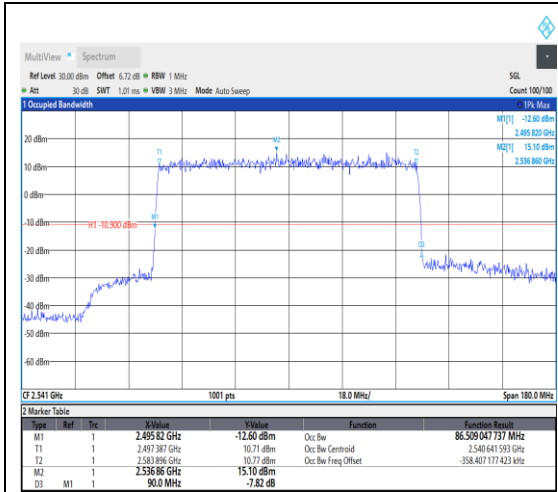 MultiView Spectrum
Ref Level 30.00 dBm Offset 6.72 dB RBW 1 MHz SGL
Att 30 dB SWT 1.01 ms VBW 3 MHz Mode Auto Sweep Count 100/100
1 Occupied Bandwidth 1Pk Max
M1[1] -12.60 dBm
2.495 820 GHz
M2[1] 15.10 dBm
2.536 860 GHz
20 dBm
T1 M2 T2
10 dBm
0 dBm
M1
-10 dBm H1 -10.900 dBm
D3
-20 dBm
-30 dBm
-40 dBm
-50 dBm
-60 dBm
CF 2.541 GHz 1001 pts 18.0 MHz/ Span 180.0 MHz
2 Marker Table
Type Ref Trc X-Value Y-Value Function Function Result
M1 1 2.495 82 GHz -12.60 dBm Occ Bw 86.509 047 737 MHz
T1 1 2.497 387 GHz 10.71 dBm Occ Bw Centroid 2.540 641 593 GHz
T2 1 2.583 896 GHz 10.77 dBm Occ Bw Freq Offset -358.407 177 423 kHz
M2 1 2.536 86 GHz 15.10 dBm
D3 M1 1 90.0 MHz -7.82 dB